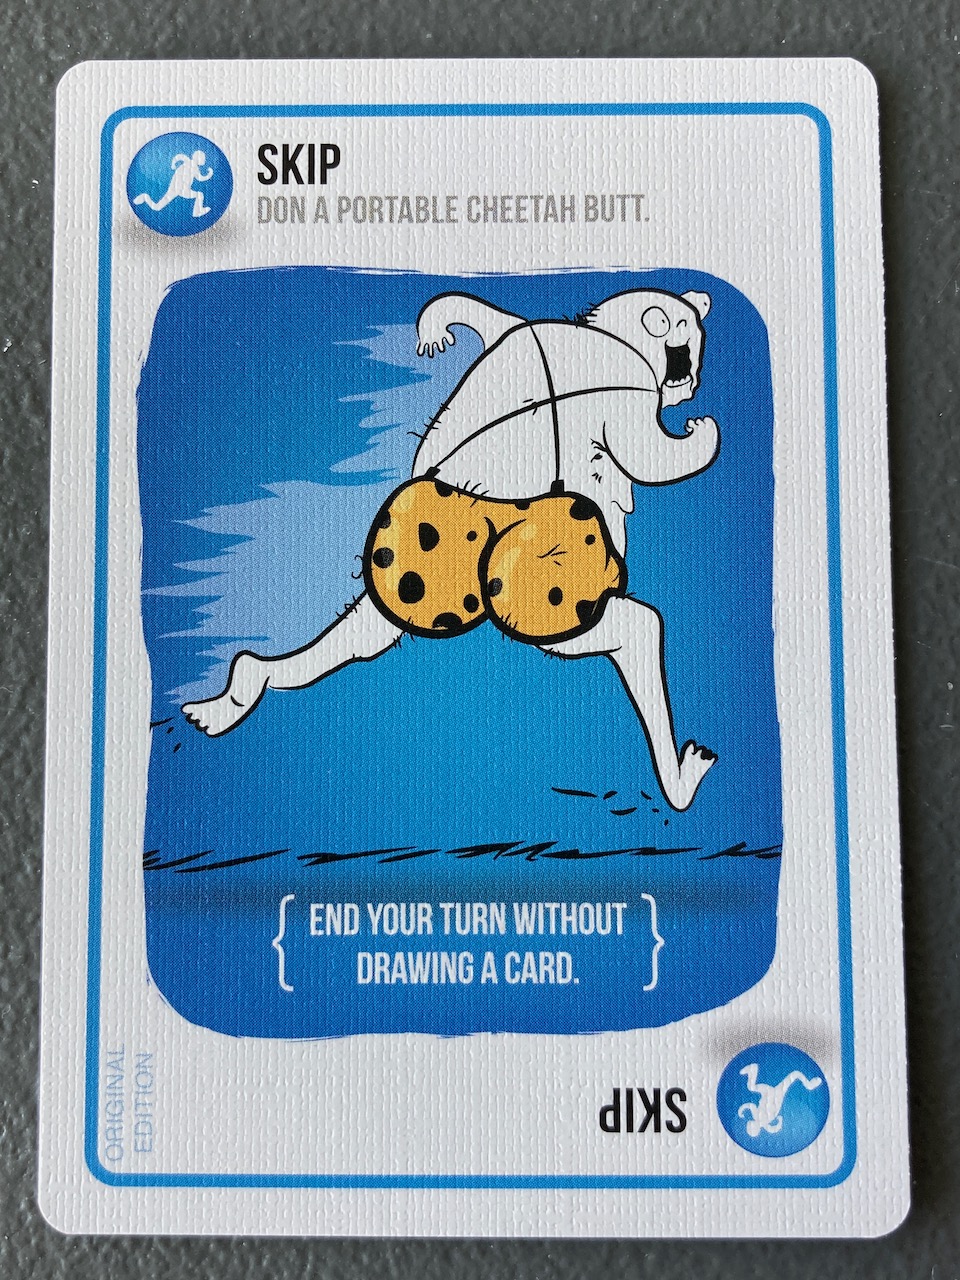 SKIP
DON A PORTABLE CHEETAH BUTT.
END YOUR TURN WITHOUT
DRAWING A CARD.
ORIGINAL
EDITION
SKIP